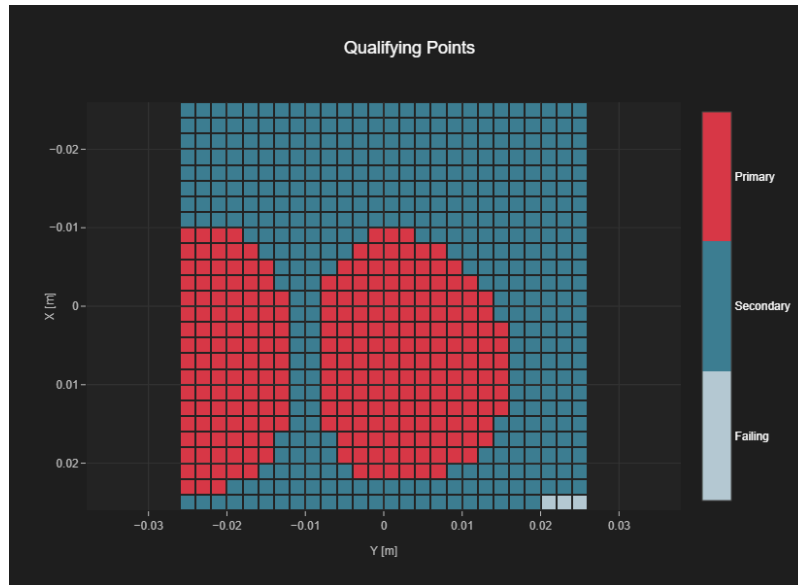 Qualifying Points
−0.02
−0.01
0
0.01
0.02
X [m]
−0.03
−0.02
−0.01
0
0.01
0.02
0.03
Y [m]
Primary
Secondary
Failing